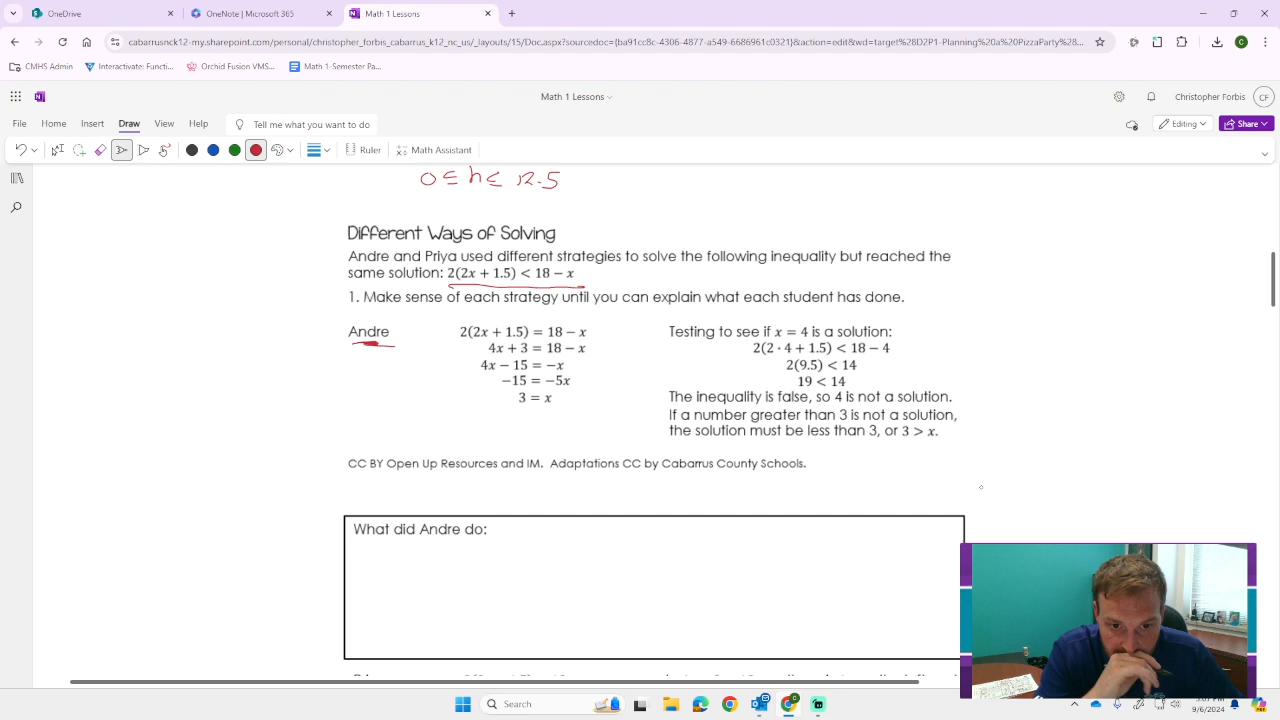 OneDrive
OneNote | Microsoft 365
Math 1 Lessons
cabarrusnck12-my.sharepoint.com/personal/christopher_forbis_cabarrus_k12_nc_us/_layouts/15/Doc.aspx?sourcedoc={ba91cc8c-4306-4877-a549-6686961c0321}&action=edit&wd=target%28D2P1-Planning%20a%20PizzaParty%...
CMHS Admin
Interactivate: Functi...
Orchid Fusion VMS...
Math 1-Semester Pa...
Math 1 Lessons
Christopher Forbis
CF
File Home Insert Draw View Help Tell me what you want to do
Editing
Share
Ruler
Math Assistant
0 ≤ h ≤ 12.5
Different Ways of Solving
Andre and Priya used different strategies to solve the following inequality but reached the
same solution: 2(2x + 1.5) < 18 − x
1. Make sense of each strategy until you can explain what each student has done.
Andre 2(2x + 1.5) = 18 − x
4x + 3 = 18 − x
4x − 15 = −x
−15 = −5x
3 = x
Testing to see if x = 4 is a solution:
2(2 · 4 + 1.5) < 18 − 4
2(9.5) < 14
19 < 14
The inequality is false, so 4 is not a solution.
If a number greater than 3 is not a solution,
the solution must be less than 3, or 3 > x.
CC BY Open Up Resources and IM. Adaptations CC by Cabarrus County Schools.
What did Andre do:
Search
9/6/2024